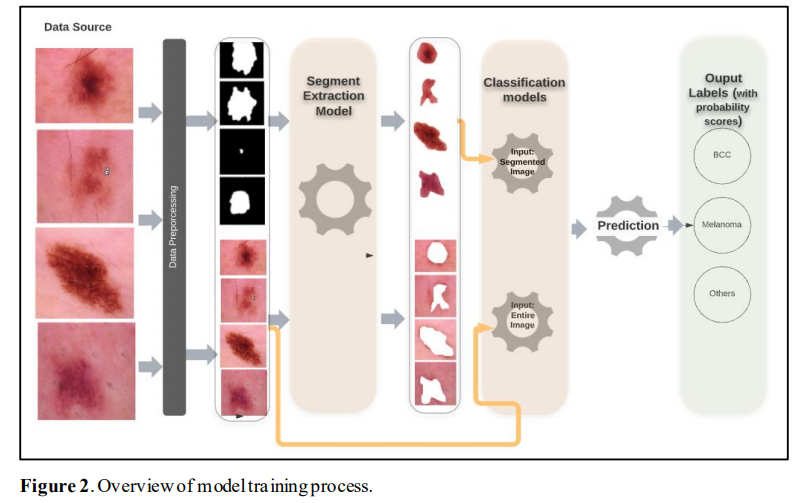 Data Source
Data Preporcessing
Segment
Extraction
Model
Classification
models
Input:
Segmented
Image
Input:
Entire
Image
Prediction
Ouput
Labels (with
probability
scores)
BCC
Melanoma
Others
Figure 2. Overview of model training process.